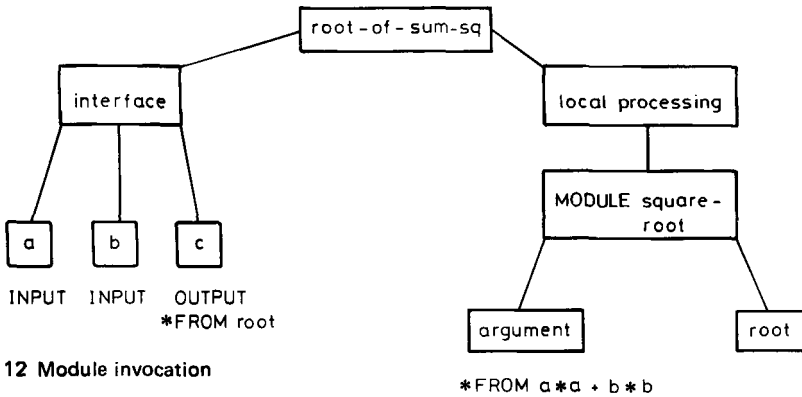 root-of-sum-sq
interface
local processing
MODULE square-
root
a
b
c
INPUT
INPUT
OUTPUT
*FROM root
argument
root
12 Module invocation
*FROM a*a + b*b